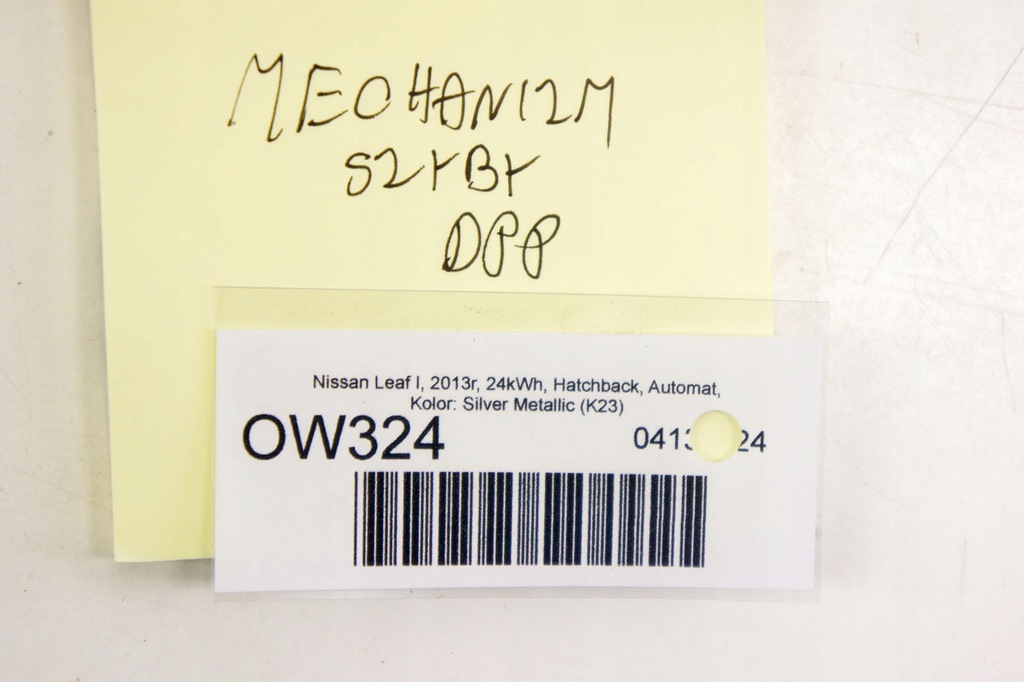 MECHANIZM
SZYBY
DPP
Nissan Leaf I, 2013r, 24kWh, Hatchback, Automat,
Kolor: Silver Metallic (K23)
OW324